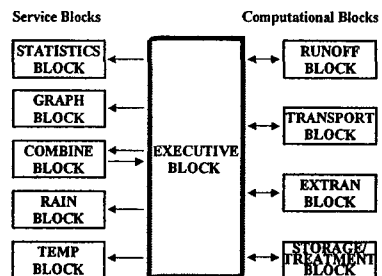 Service Blocks
Computational Blocks
STATISTICS
BLOCK
GRAPH
BLOCK
COMBINE
BLOCK
RAIN
BLOCK
TEMP
BLOCK
EXECUTIVE
BLOCK
RUNOFF
BLOCK
TRANSPORT
BLOCK
EXTRAN
BLOCK
STORAGE/
TREATMENT
BLOCK